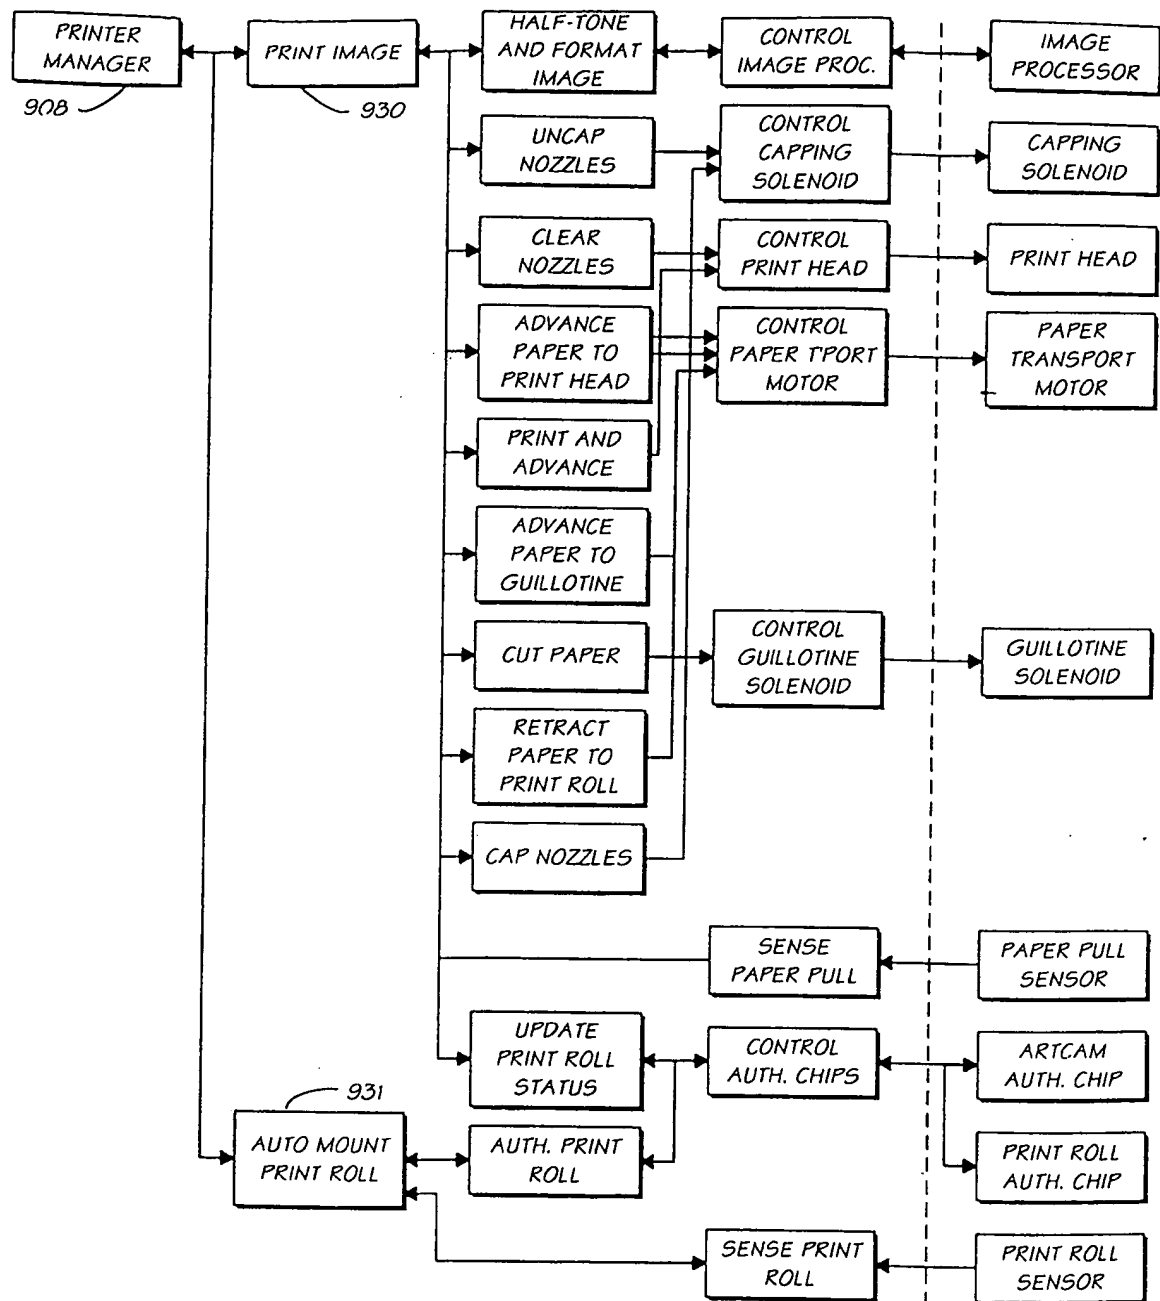 PRINTER
MANAGER
908
PRINT IMAGE
930
HALF-TONE
AND FORMAT
IMAGE
CONTROL
IMAGE PROC.
IMAGE
PROCESSOR
UNCAP
NOZZLES
CONTROL
CAPPING
SOLENOID
CAPPING
SOLENOID
CLEAR
NOZZLES
CONTROL
PRINT HEAD
PRINT HEAD
ADVANCE
PAPER TO
PRINT HEAD
CONTROL
PAPER T'PORT
MOTOR
PAPER
TRANSPORT
MOTOR
PRINT AND
ADVANCE
ADVANCE
PAPER TO
GUILLOTINE
CUT PAPER
CONTROL
GUILLOTINE
SOLENOID
GUILLOTINE
SOLENOID
RETRACT
PAPER TO
PRINT ROLL
CAP NOZZLES
SENSE
PAPER PULL
PAPER PULL
SENSOR
UPDATE
PRINT ROLL
STATUS
CONTROL
AUTH. CHIPS
ARTCAM
AUTH. CHIP
931
AUTO MOUNT
PRINT ROLL
AUTH. PRINT
ROLL
PRINT ROLL
AUTH. CHIP
SENSE PRINT
ROLL
PRINT ROLL
SENSOR